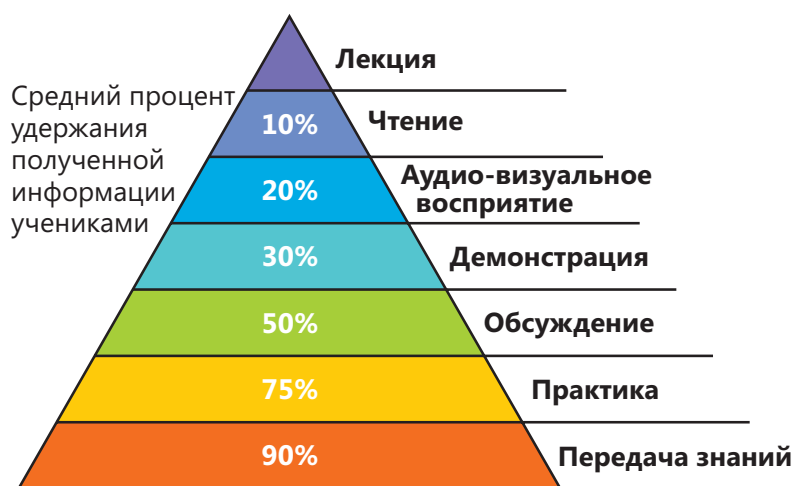 Лекция
Средний процент
удержания
полученной
информации
учениками
10%
Чтение
20%
Аудио-визуальное
восприятие
30%
Демонстрация
50%
Обсуждение
75%
Практика
90%
Передача знаний